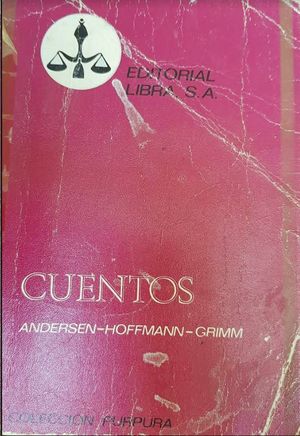 EDITORIAL
LIBRA S.A.
CUENTOS
ANDERSEN-HOFFMANN-GRIMM
COLECCION PURPURA